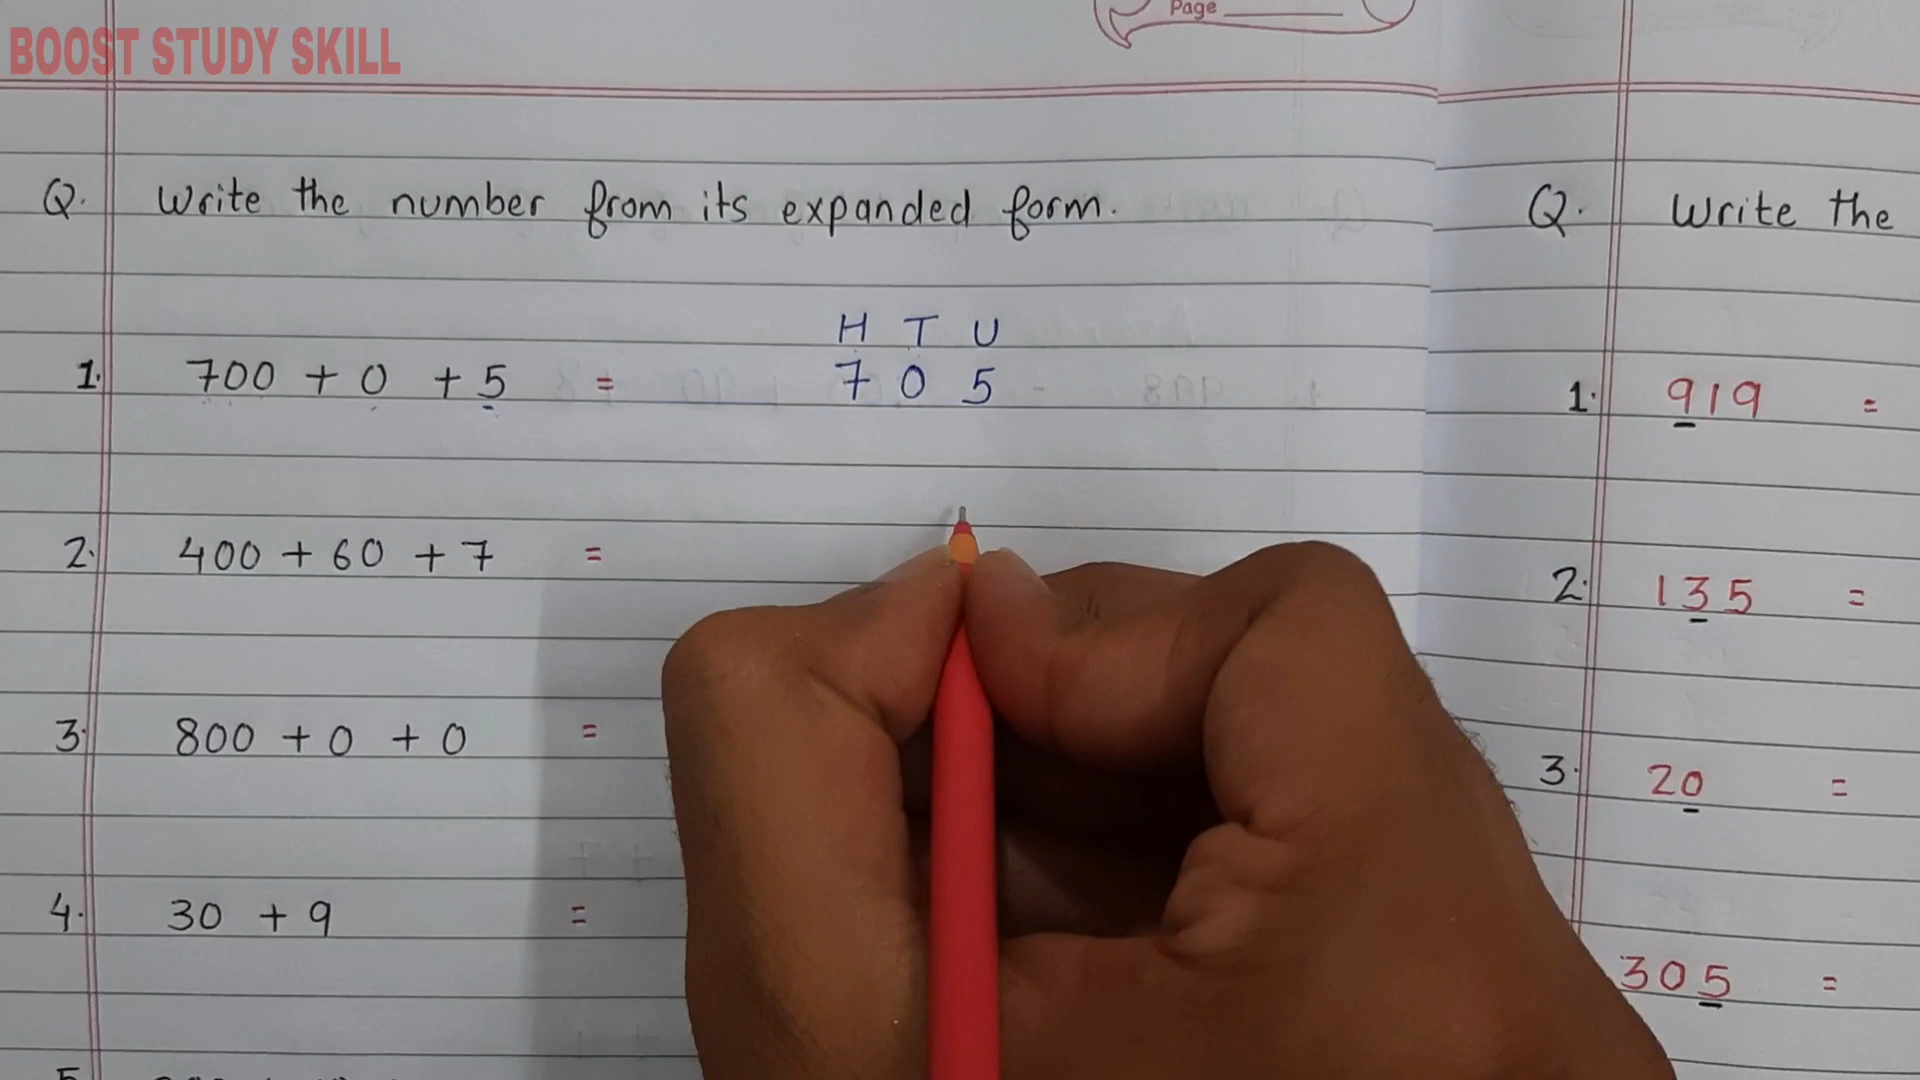 BOOST STUDY SKILL
Page
Q. Write the number from its expanded form.
H T U
1. 700 + 0 + 5 = 7 0 5
2. 400 + 60 + 7 =
3. 800 + 0 + 0 =
4. 30 + 9 =
5.
Q. Write the
1. 919 =
2. 135 =
3. 20 =
305 =